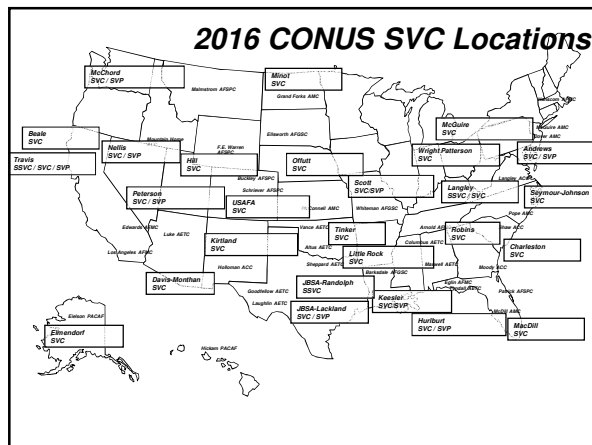 2016 CONUS SVC Locations
McChord
SVC / SVP
Malmstrom AFSPC
Minot
SVC
Grand Forks AMC
McGuire
SVC
McGuire AMC
Dover AMC
Beale
SVC
Travis
SSVC / SVC / SVP
Nellis
SVC / SVP
Mountain Home
Hill
SVC
F.E. Warren
AFSPC
Ellsworth AFGSC
Buckley AFSPC
Offutt
SVC
Wright Patterson
SVC
Andrews
SVC / SVP
Peterson
SVC / SVP
Schriever AFSPC
USAFA
SVC
McConnell AMC
Scott
SVC/SVP
Whiteman AFGSC
Langley
SSVC / SVC
Seymour-Johnson
SVC
Pope AMC
Edwards AFMC
Luke AETC
Los Angeles AFMC
Kirtland
SVC
Holloman ACC
Vance AETC
Altus AETC
Sheppard AETC
Tinker
SVC
Little Rock
SVC
Columbus AETC
Maxwell AETC
Robins
SVC
Shaw ACC
Charleston
SVC
Moody ACC
Davis-Monthan
SVC
Goodfellow AETC
Laughlin AETC
JBSA-Randolph
SSVC
JBSA-Lackland
SVC / SVP
Barksdale AFGSC
Keesler
SVC/SVP
Eglin AFMC
Tyndall AETC
Patrick AFSPC
McDill AMC
Hurlburt
SVC / SVP
MacDill
SVC
Eielson PACAF
Elmendorf
SVC
Hickam PACAF